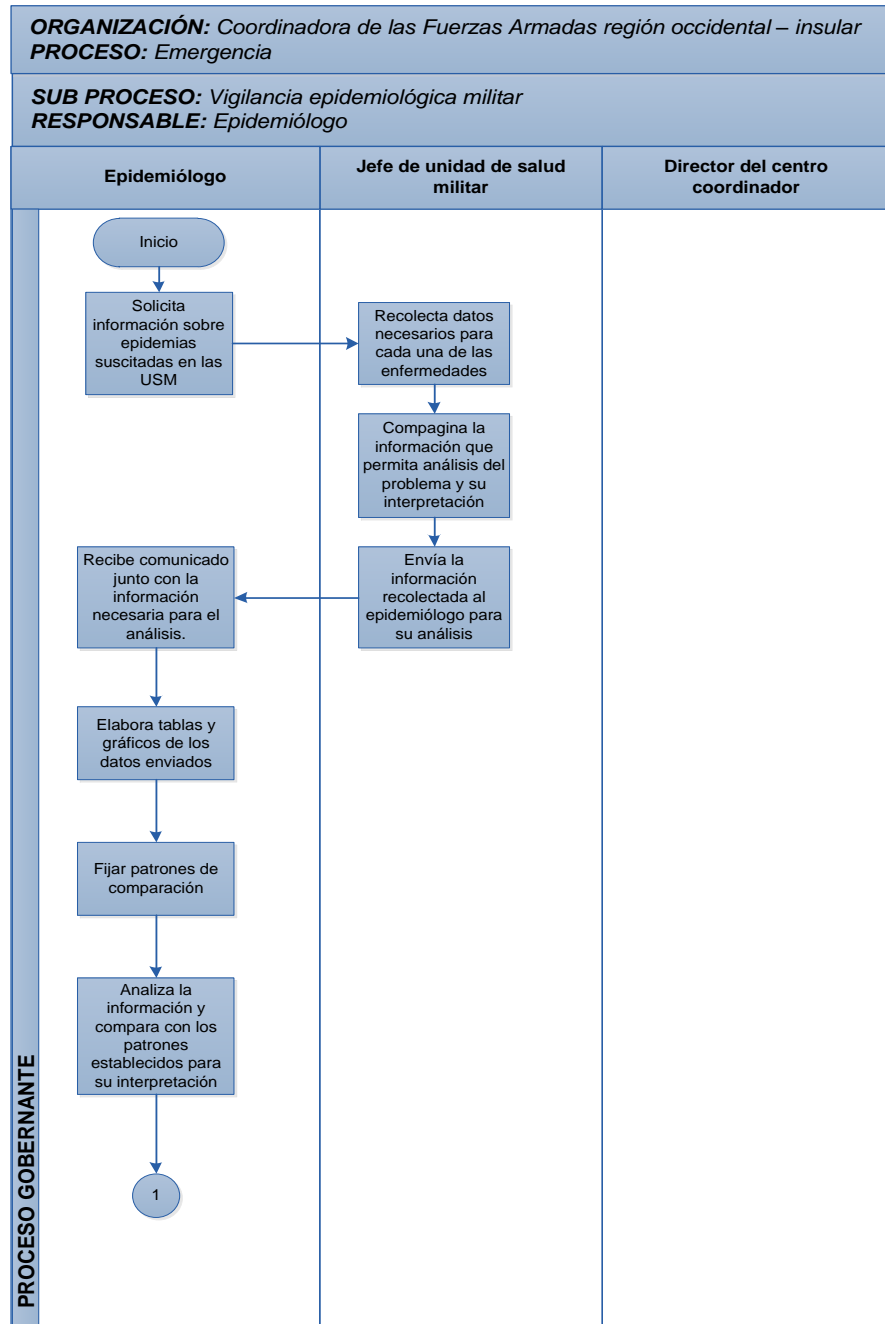 ORGANIZACIÓN: Coordinadora de las Fuerzas Armadas región occidental – insular
PROCESO: Emergencia
SUB PROCESO: Vigilancia epidemiológica militar
RESPONSABLE: Epidemiólogo
Epidemiólogo
Jefe de unidad de salud
militar
Director del centro
coordinador
Inicio
Solicita
información sobre
epidemias
suscitadas en las
USM
Recolecta datos
necesarios para
cada una de las
enfermedades
Compagina la
información que
permita análisis del
problema y su
interpretación
Envía la
información
recolectada al
epidemiólogo para
su análisis
Recibe comunicado
junto con la
información
necesaria para el
análisis.
Elabora tablas y
gráficos de los
datos enviados
Fijar patrones de
comparación
Analiza la
información y
compara con los
patrones
establecidos para
su interpretación
1
PROCESO GOBERNANTE